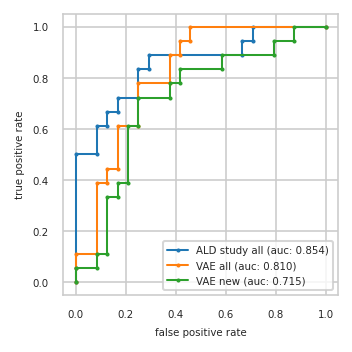 1.0
0.8
0.6
0.4
0.2
0.0
true positive rate
ALD study all (auc: 0.854)
VAE all (auc: 0.810)
VAE new (auc: 0.715)
0.0 0.2 0.4 0.6 0.8 1.0
false positive rate